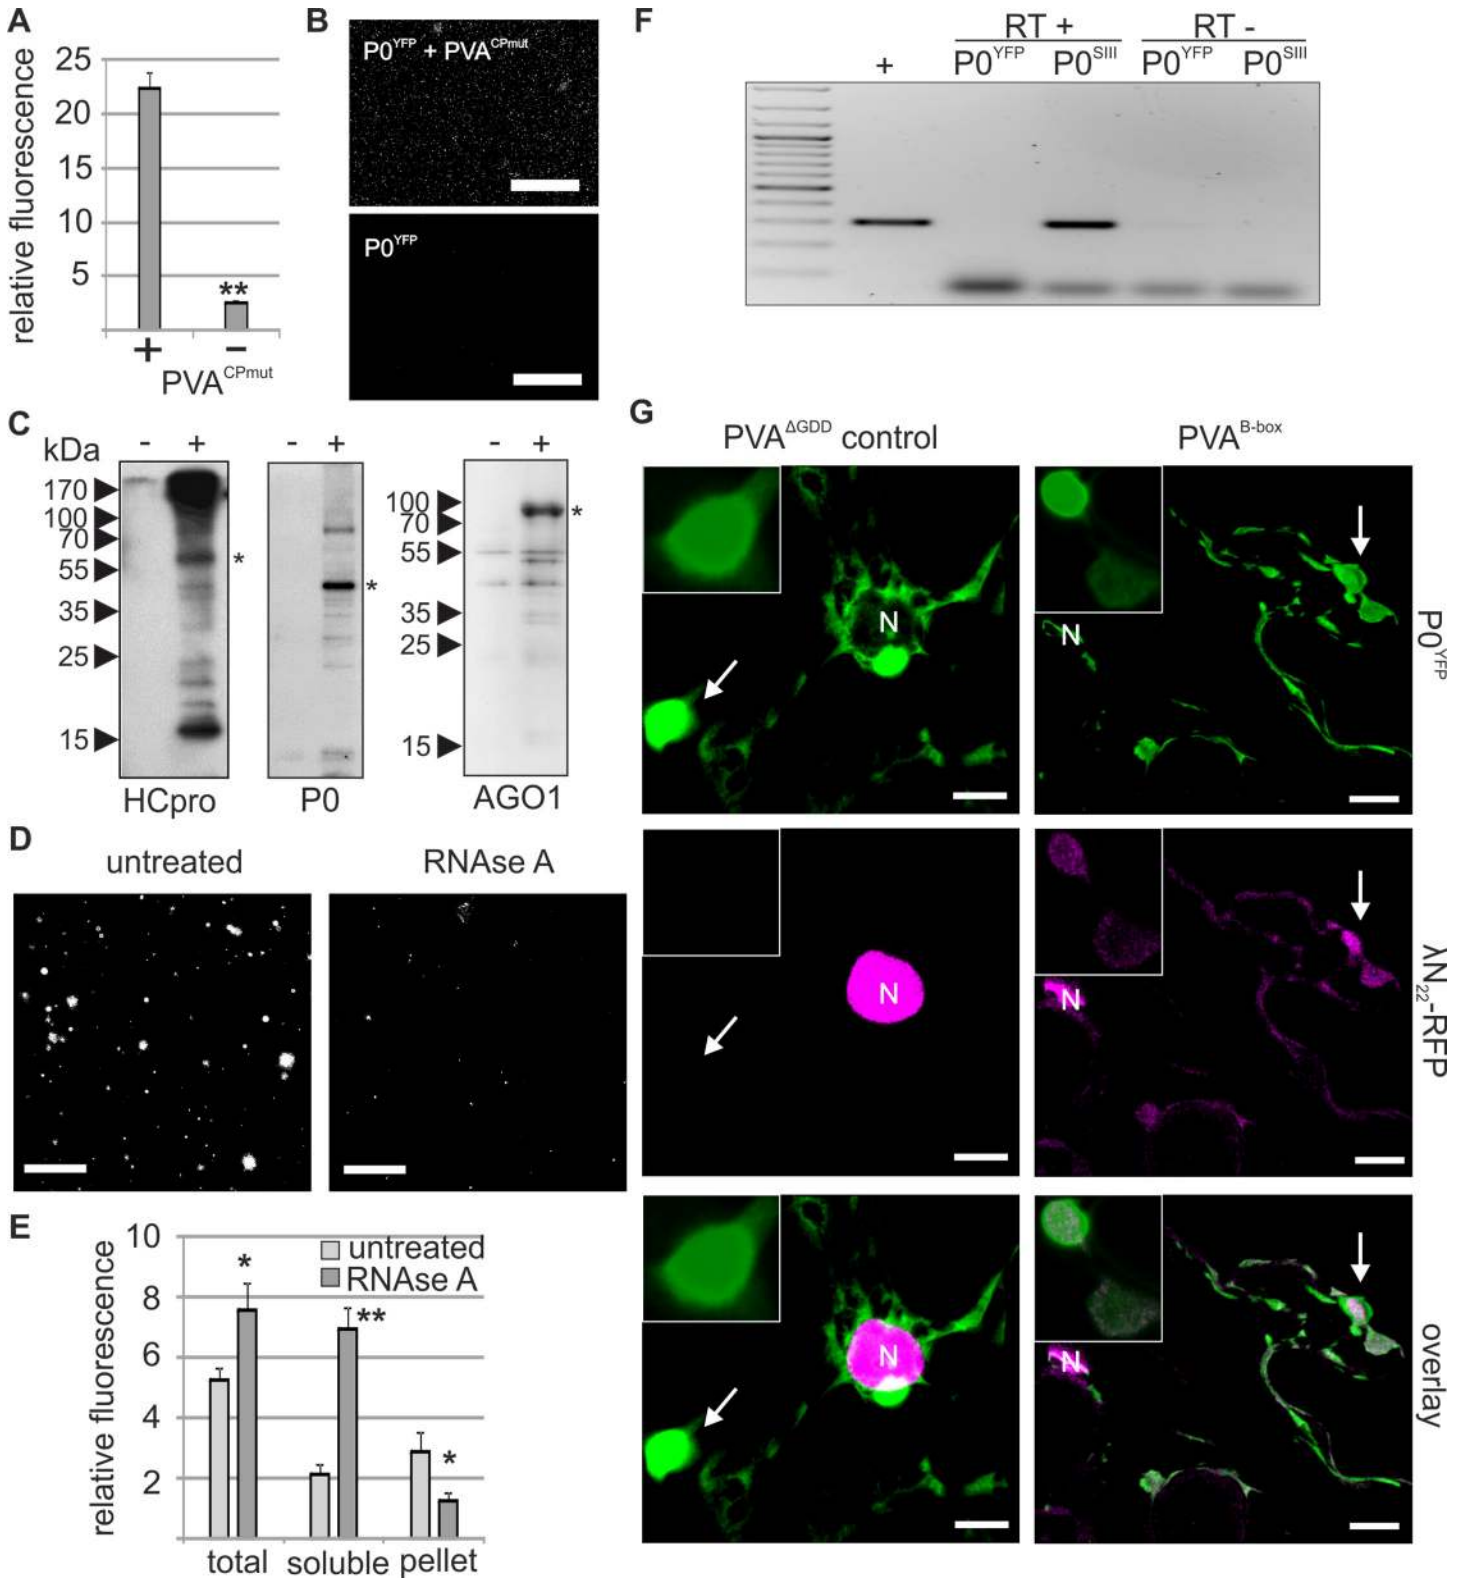 A
relative fluorescence
25
20
15
10
5
**
+ −
PVA^CPmut
B
P0^YFP + PVA^CPmut
P0^YFP
C
kDa
- +
170
100
70
55
35
25
15
*
HCpro
- +
*
P0
- +
100
70
55
35
25
15
*
AGO1
D
untreated
RNAse A
E
relative fluorescence
10
8
6
4
2
untreated
RNAse A
*
**
*
total soluble pellet
F
RT + RT -
+ P0^YFP P0^SIII P0^YFP P0^SIII
G
PVA^ΔGDD control
PVA^B-box
N
N
P0^YFP
N
N
λN₂₂-RFP
N
N
overlay